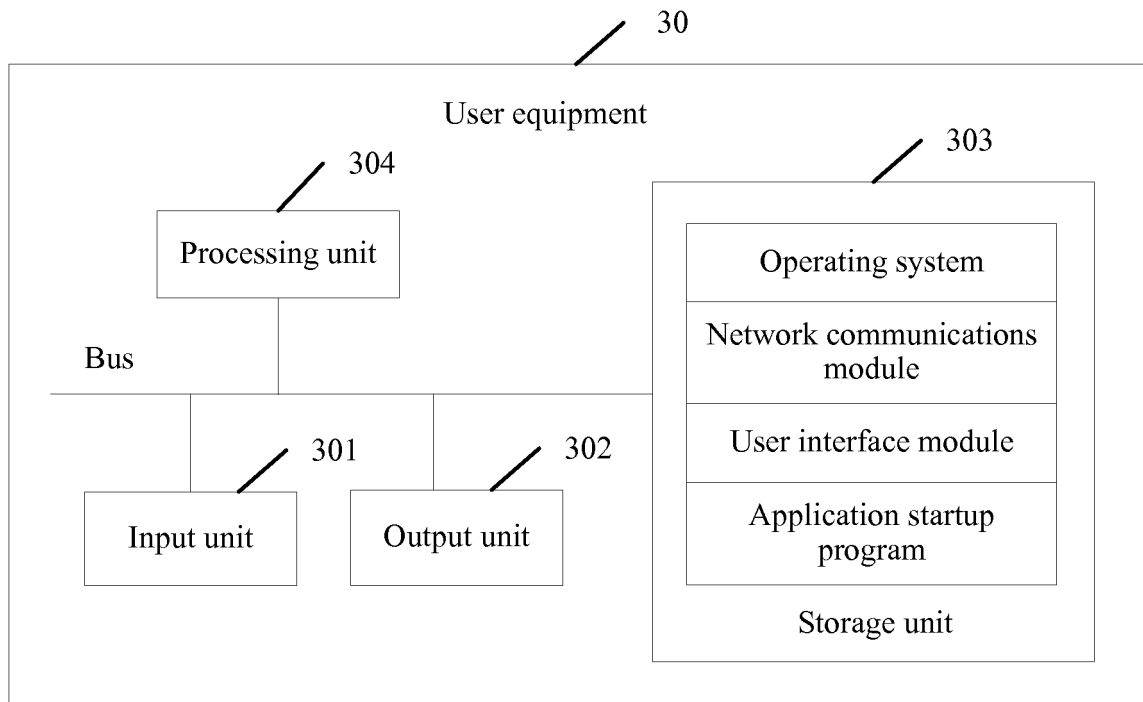 30
User equipment
304
303
Processing unit
Operating system
Network communications
module
Bus
User interface module
301
302
Input unit
Output unit
Application startup
program
Storage unit